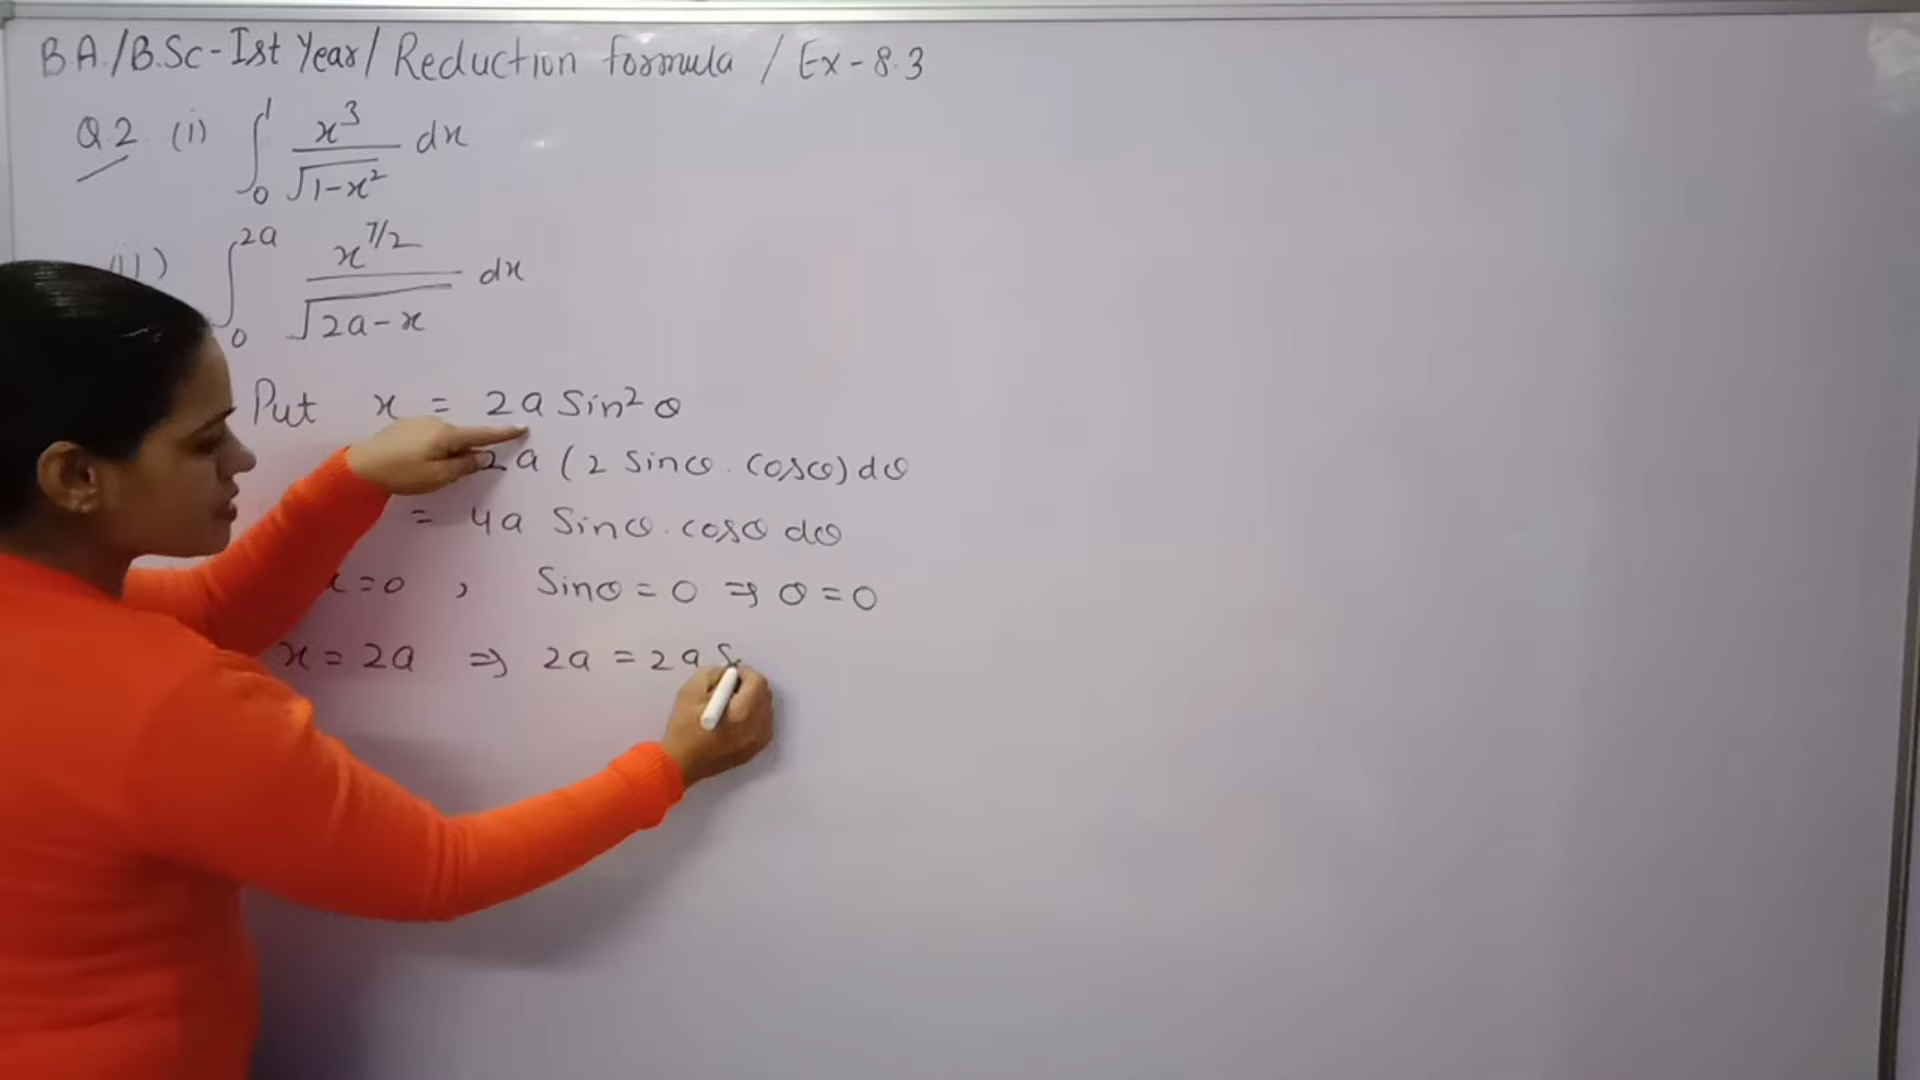 B.A./B.Sc-Ist Year/ Reduction formula / Ex-8.3
Q.2 (i) ∫₀¹ x³/√(1-x²) dx
(ii) ∫₀²ᵃ x^(7/2)/√(2a-x) dx
Put x = 2a Sin²θ
2a (2 Sinθ. Cosθ) dθ
= 4a Sinθ. cosθ dθ
x=0 , Sinθ = 0 ⇒ θ = 0
x = 2a ⇒ 2a = 2a S